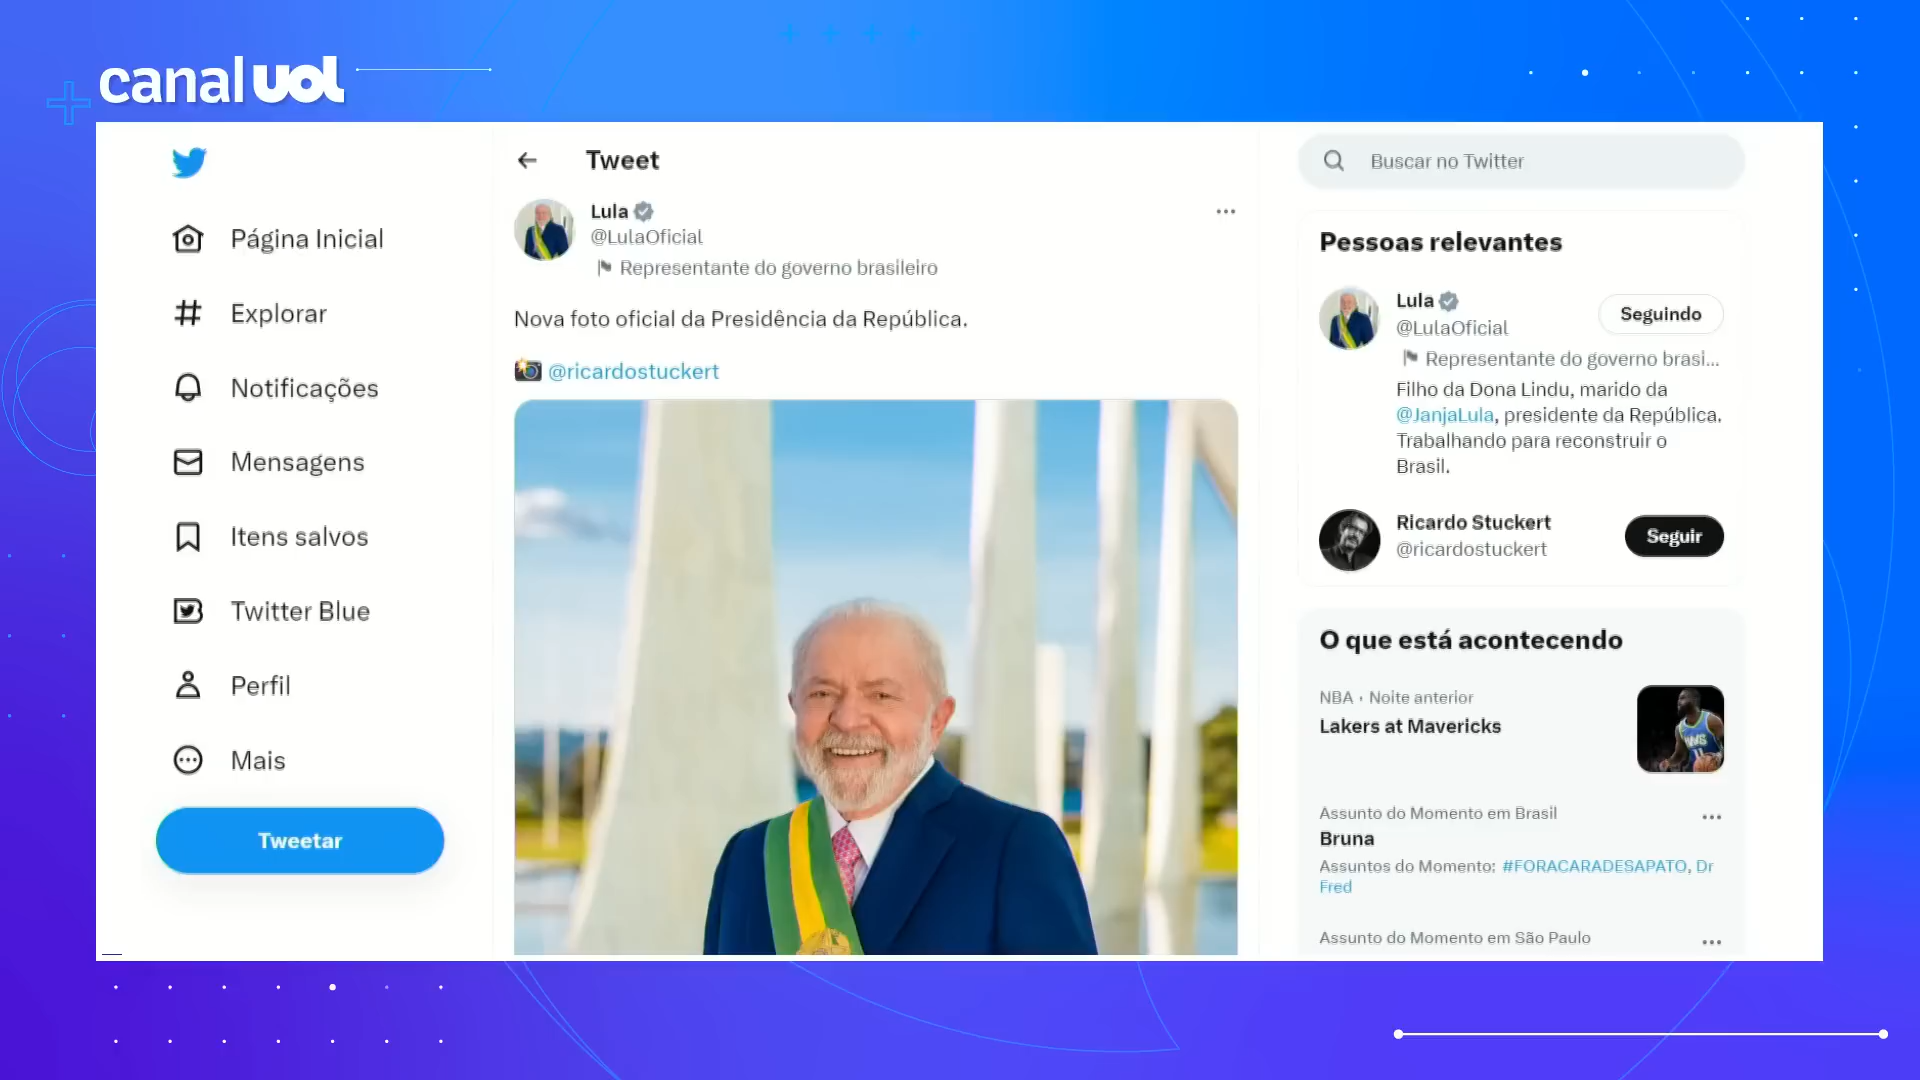 canal uol
Página Inicial
Explorar
Notificações
Mensagens
Itens salvos
Twitter Blue
Perfil
Mais
Tweetar
Tweet
Lula
@LulaOficial
Representante do governo brasileiro
Nova foto oficial da Presidência da República.
@ricardostuckert
Buscar no Twitter
Pessoas relevantes
Lula
@LulaOficial
Seguindo
Representante do governo brasi...
Filho da Dona Lindu, marido da
@JanjaLula, presidente da República.
Trabalhando para reconstruir o
Brasil.
Ricardo Stuckert
@ricardostuckert
Seguir
O que está acontecendo
NBA · Noite anterior
Lakers at Mavericks
Assunto do Momento em Brasil
Bruna
Assuntos do Momento: #FORACARADESAPATO, Dr
Fred
Assunto do Momento em São Paulo